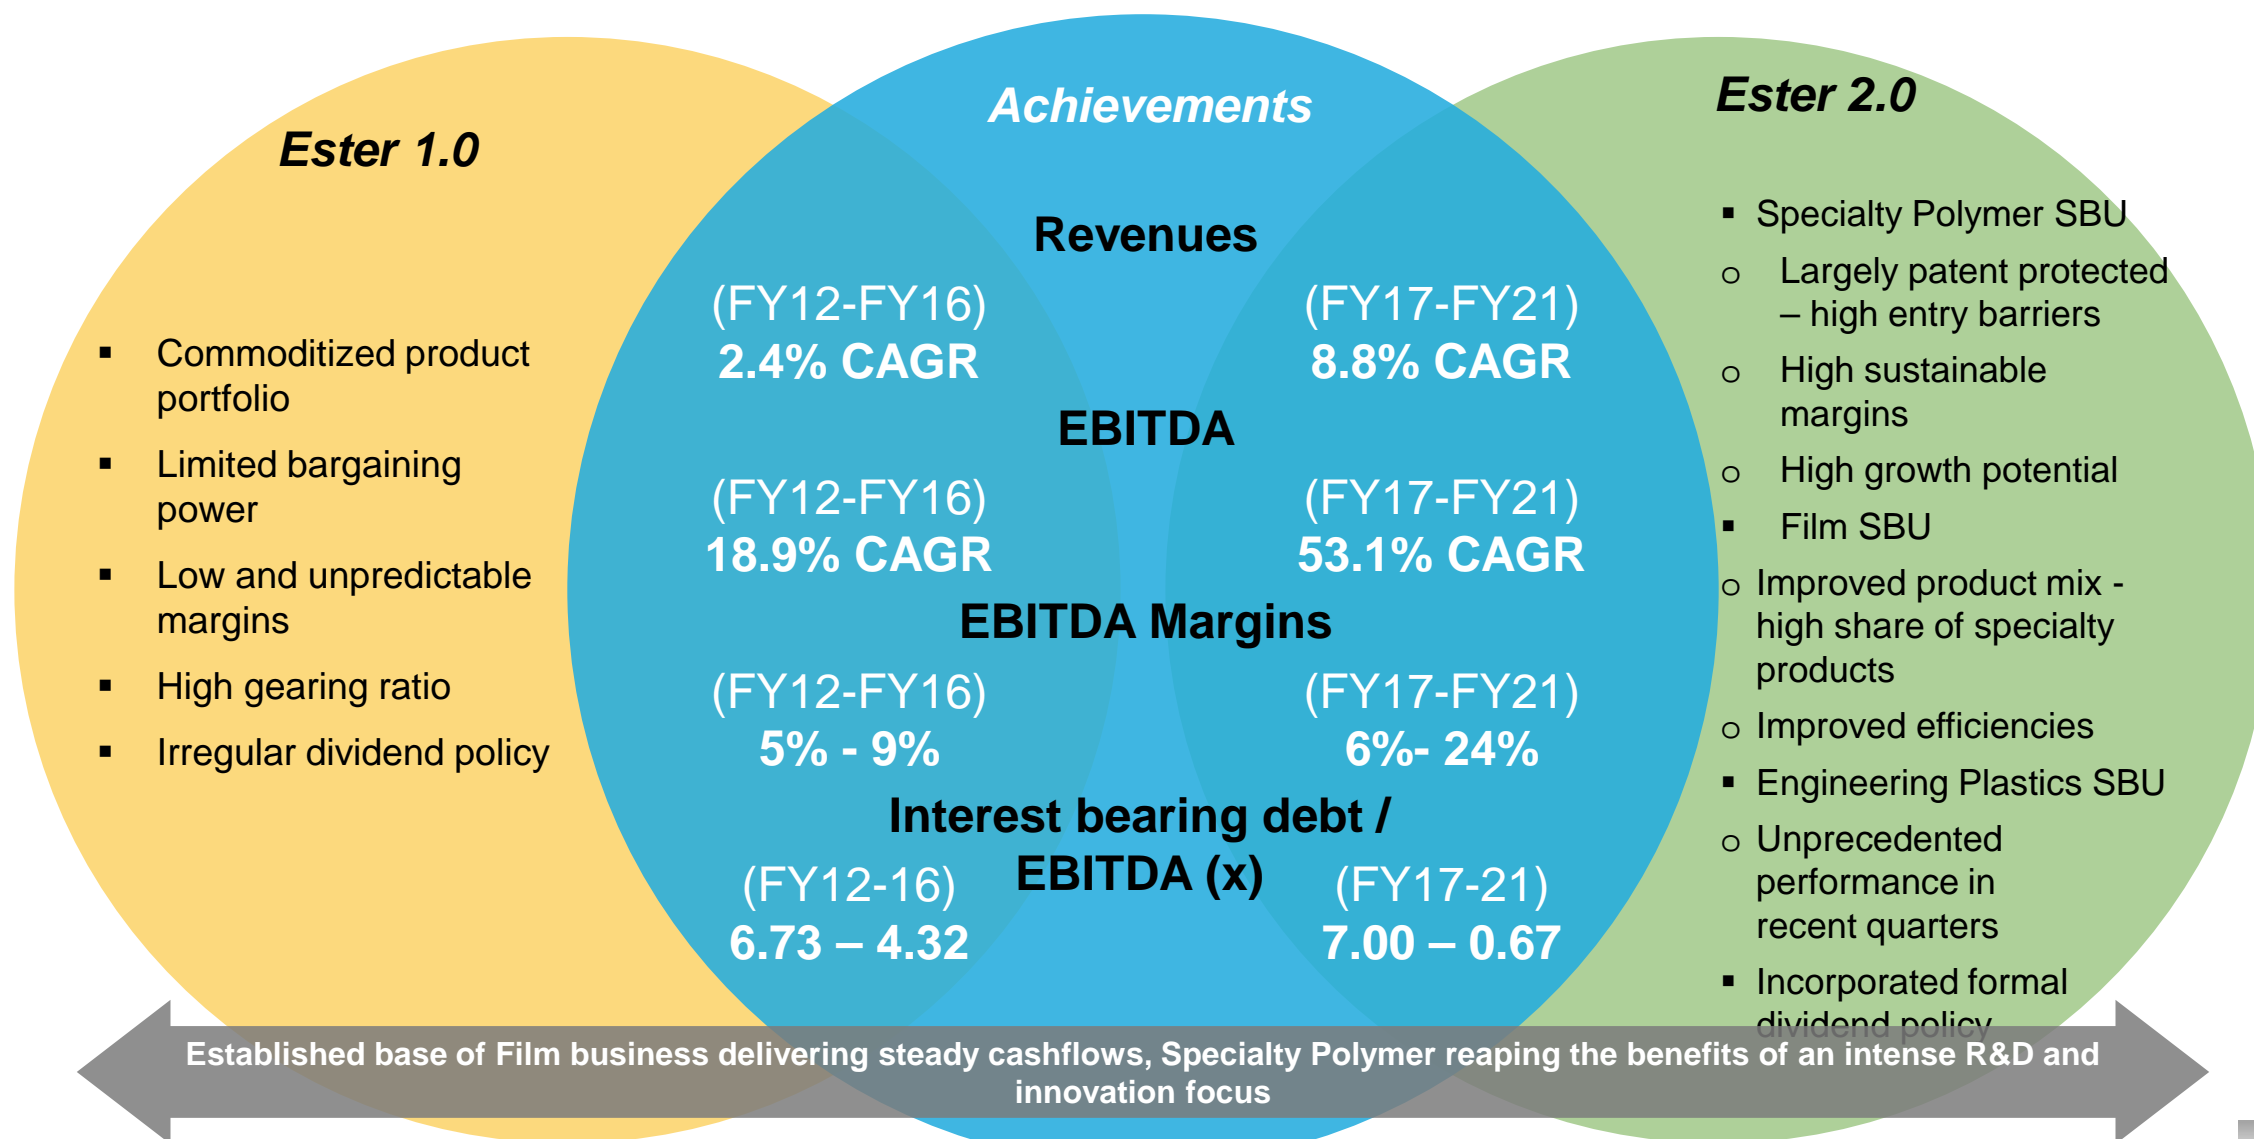 Ester 1.0
▪ Commoditized product
portfolio
▪ Limited bargaining
power
▪ Low and unpredictable
margins
▪ High gearing ratio
▪ Irregular dividend policy
Achievements
Revenues
(FY12-FY16) (FY17-FY21)
2.4% CAGR 8.8% CAGR
EBITDA
(FY12-FY16) (FY17-FY21)
18.9% CAGR 53.1% CAGR
EBITDA Margins
(FY12-FY16) (FY17-FY21)
5% - 9% 6%- 24%
Interest bearing debt /
EBITDA (x)
(FY12-16) (FY17-21)
6.73 – 4.32 7.00 – 0.67
Ester 2.0
▪ Specialty Polymer SBU
o Largely patent protected
– high entry barriers
o High sustainable
margins
o High growth potential
▪ Film SBU
o Improved product mix -
high share of specialty
products
o Improved efficiencies
▪ Engineering Plastics SBU
o Unprecedented
performance in
recent quarters
▪ Incorporated formal
dividend policy
Established base of Film business delivering steady cashflows, Specialty Polymer reaping the benefits of an intense R&D and
innovation focus